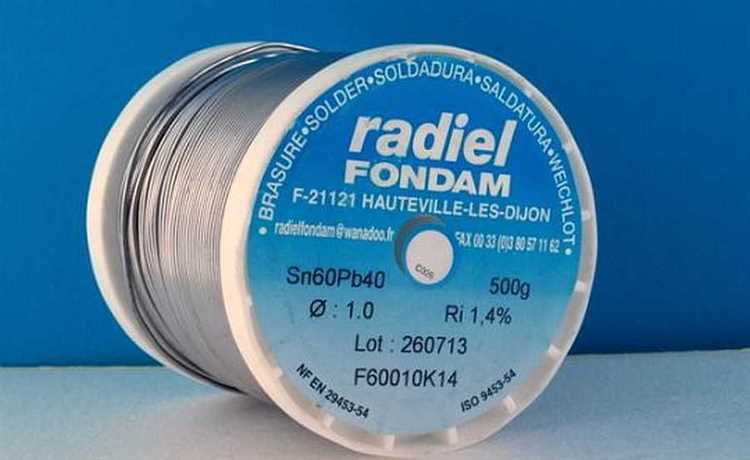 • BRASURE•SOLDER•SOLDADURA•SALDATURA•WEICHLOT•
radiel
FONDAM
F-21121 HAUTEVILLE-LES-DIJON
radielfondam@wanadoo.fr FAX 00 33 (0)3 80 57 11 62
Sn60Pb40 500g
Ø : 1.0 Ri 1,4%
Lot : 260713
F60010K14
NF EN 29453-54 ISO 9453-54